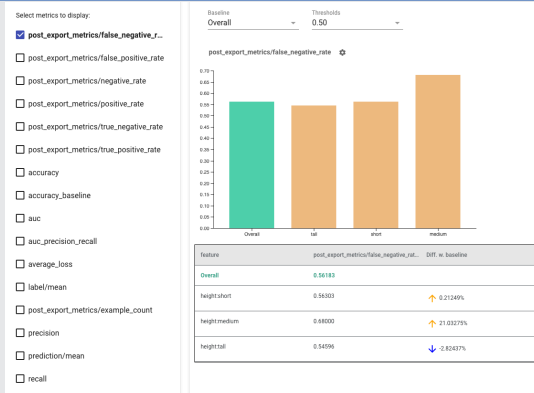 Select metrics to display:
post_export_metrics/false_negative_r...
post_export_metrics/false_positive_rate
post_export_metrics/negative_rate
post_export_metrics/positive_rate
post_export_metrics/true_negative_rate
post_export_metrics/true_positive_rate
accuracy
accuracy_baseline
auc
auc_precision_recall
average_loss
label/mean
post_export_metrics/example_count
precision
prediction/mean
recall
Baseline
Overall
Thresholds
0.50
post_export_metrics/false_negative_rate
0.70
0.65
0.60
0.55
0.50
0.45
0.40
0.35
0.30
0.25
0.20
0.15
0.10
0.05
0.00
Overall tall short medium
feature post_export_metrics/false_negative_rat... Diff. w. baseline
Overall 0.56183
height:short 0.56303 0.21249%
height:medium 0.68000 21.03275%
height:tall 0.54596 -2.82437%